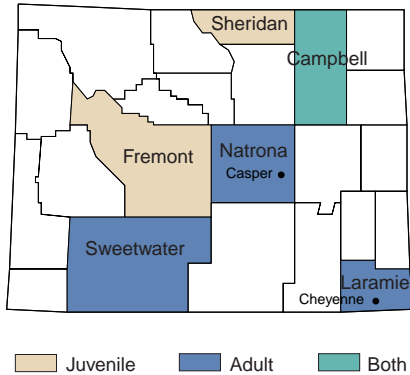 Sheridan
Campbell
Fremont
Natrona
Casper
Sweetwater
Laramie
Cheyenne
Juvenile
Adult
Both